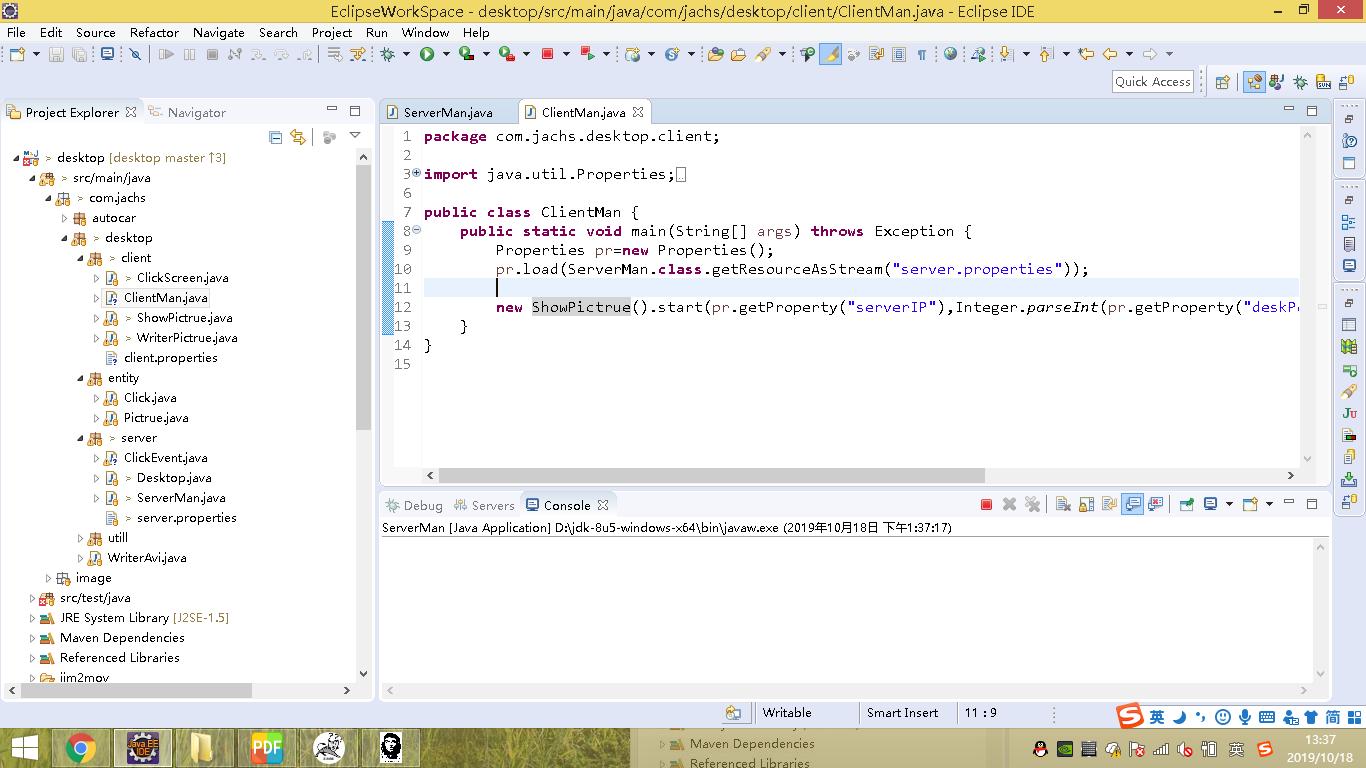 EclipseWorkSpace - desktop/src/main/java/com/jachs/desktop/client/ClientMan.java - Eclipse IDE
File Edit Source Refactor Navigate Search Project Run Window Help
Quick Access
Project Explorer Navigator
> desktop [desktop master ↑3]
> src/main/java
> com.jachs
autocar
> desktop
> client
> ClickScreen.java
ClientMan.java
> ShowPictrue.java
> WriterPictrue.java
client.properties
entity
Click.java
Pictrue.java
> server
ClickEvent.java
> Desktop.java
> ServerMan.java
> server.properties
utill
WriterAvi.java
image
src/test/java
JRE System Library [J2SE-1.5]
Maven Dependencies
Referenced Libraries
jim2mov
ServerMan.java ClientMan.java
1 package com.jachs.desktop.client;
2
3 import java.util.Properties;
6
7 public class ClientMan {
8 public static void main(String[] args) throws Exception {
9 Properties pr=new Properties();
10 pr.load(ServerMan.class.getResourceAsStream("server.properties"));
11
12 new ShowPictrue().start(pr.getProperty("serverIP"),Integer.parseInt(pr.getProperty("deskP
13 }
14 }
15
Debug Servers Console
ServerMan [Java Application] D:\jdk-8u5-windows-x64\bin\javaw.exe (2019年10月18日 下午1:37:17)
Writable Smart Insert 11 : 9
英 简
Java EE IDE
PDF
Maven Dependencies
Referenced Libraries
英
13:37
2019/10/18